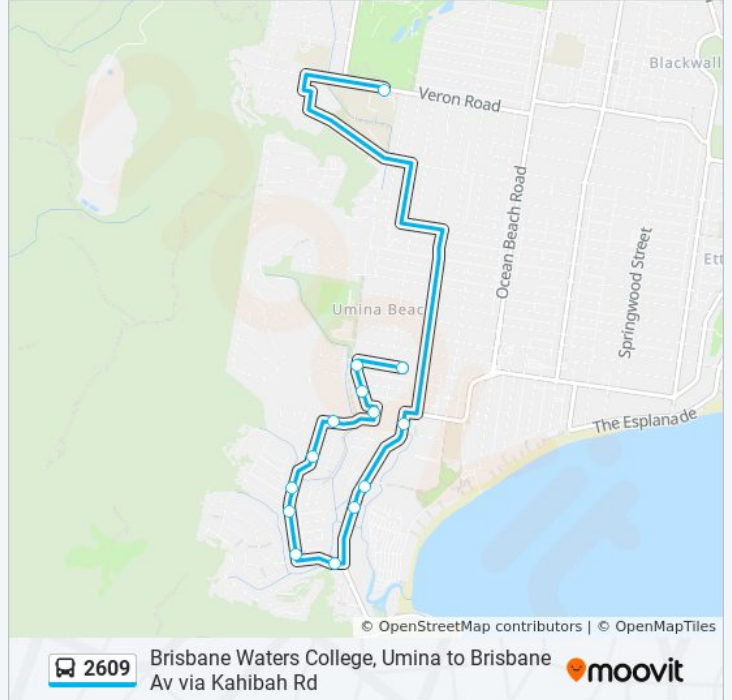 Blackwall
Veron Road
Ocean Beach Road
Springwood Street
Ett
Umina Beac
The Esplanade
© OpenStreetMap contributors | © OpenMapTiles
2609
Brisbane Waters College, Umina to Brisbane
Av via Kahibah Rd
moovit